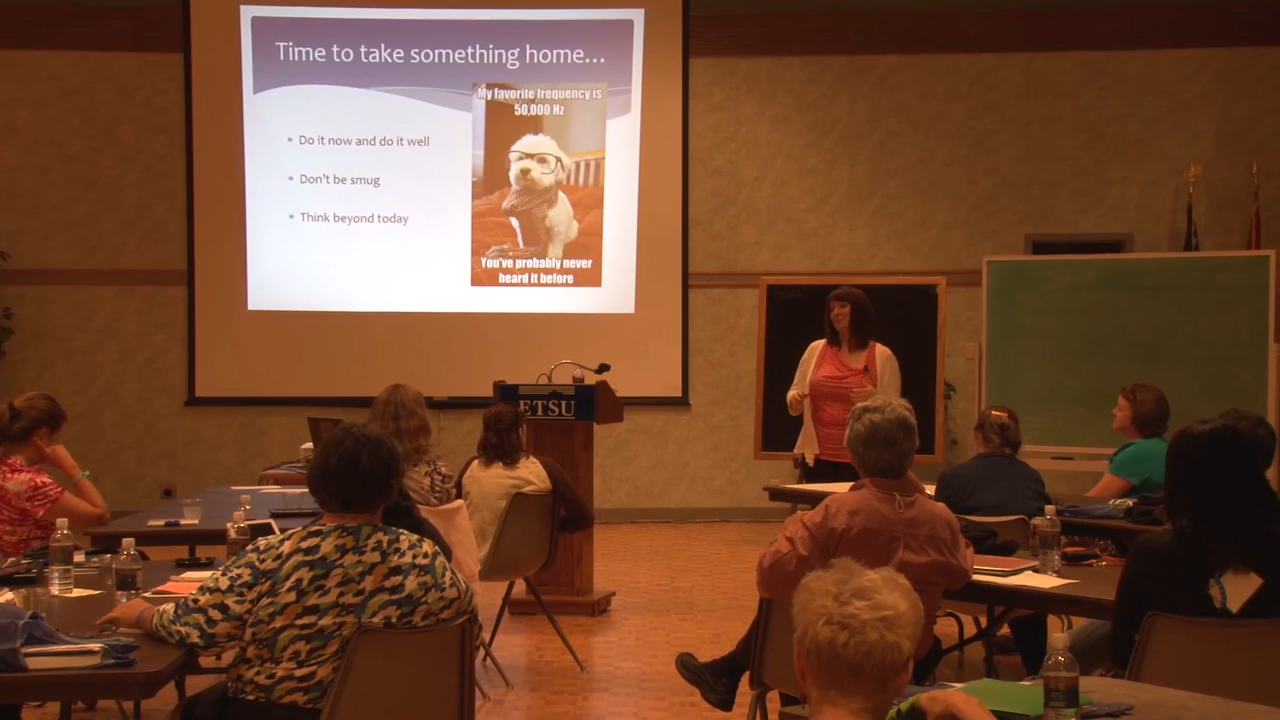 Time to take something home...
My favorite frequency is
50,000 Hz
• Do it now and do it well
• Don't be smug
• Think beyond today
You've probably never
heard it before
ETSU